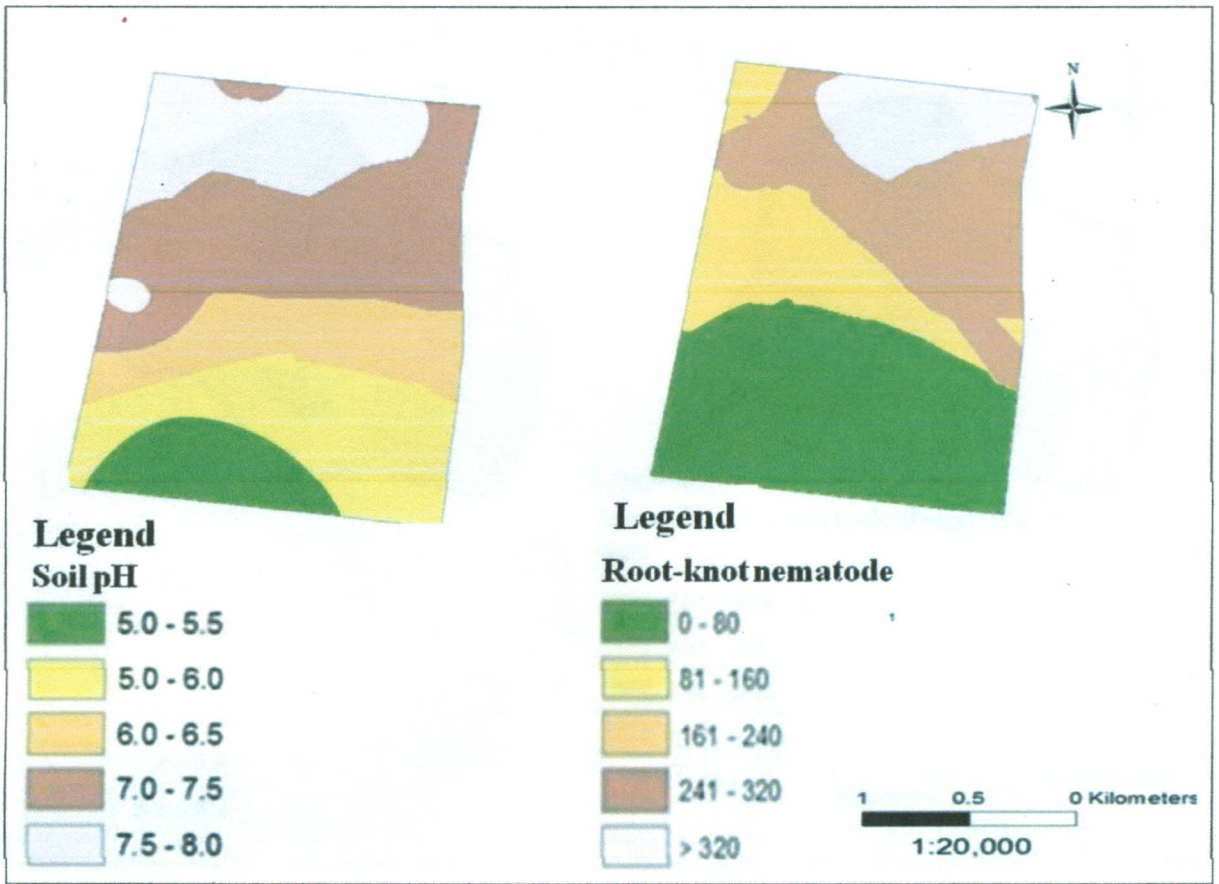 N
Legend
Soil pH
5.0 - 5.5
5.0 - 6.0
6.0 - 6.5
7.0 - 7.5
7.5 - 8.0
Legend
Root-knot nematode
0 - 80
81 - 160
161 - 240
241 - 320
> 320
1 0.5 0 Kilometers
1:20,000